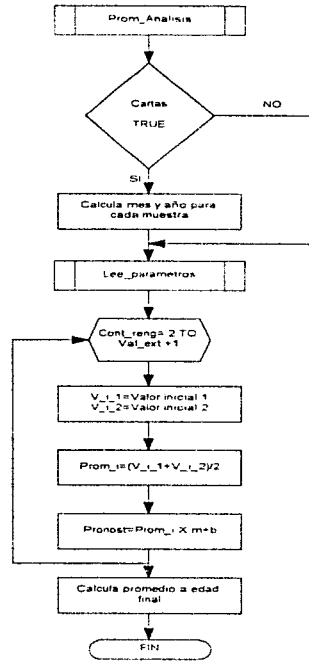 Prom_Analisis
Cartas
TRUE
NO
SI
Calcula mes y año para
cada muestra
Lee_parametros
Cont_reng= 2 TO
Val_ext +1
V_i_1=Valor inicial 1
V_i_2=Valor inicial 2
Prom_i=(V_i_1+V_i_2)/2
Pronost=Prom_i X m+b
Calcula promedio a edad
final
FIN